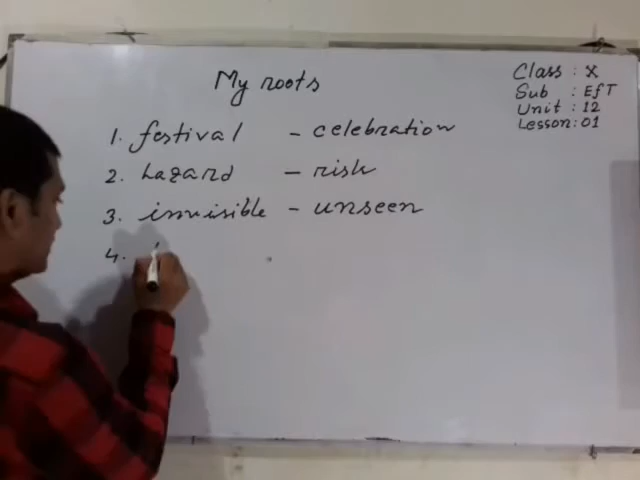 My roots
Class : X
Sub : EfT
Unit : 12
Lesson: 01
1. festival - celebration
2. hazard - risk
3. invisible - unseen
4.